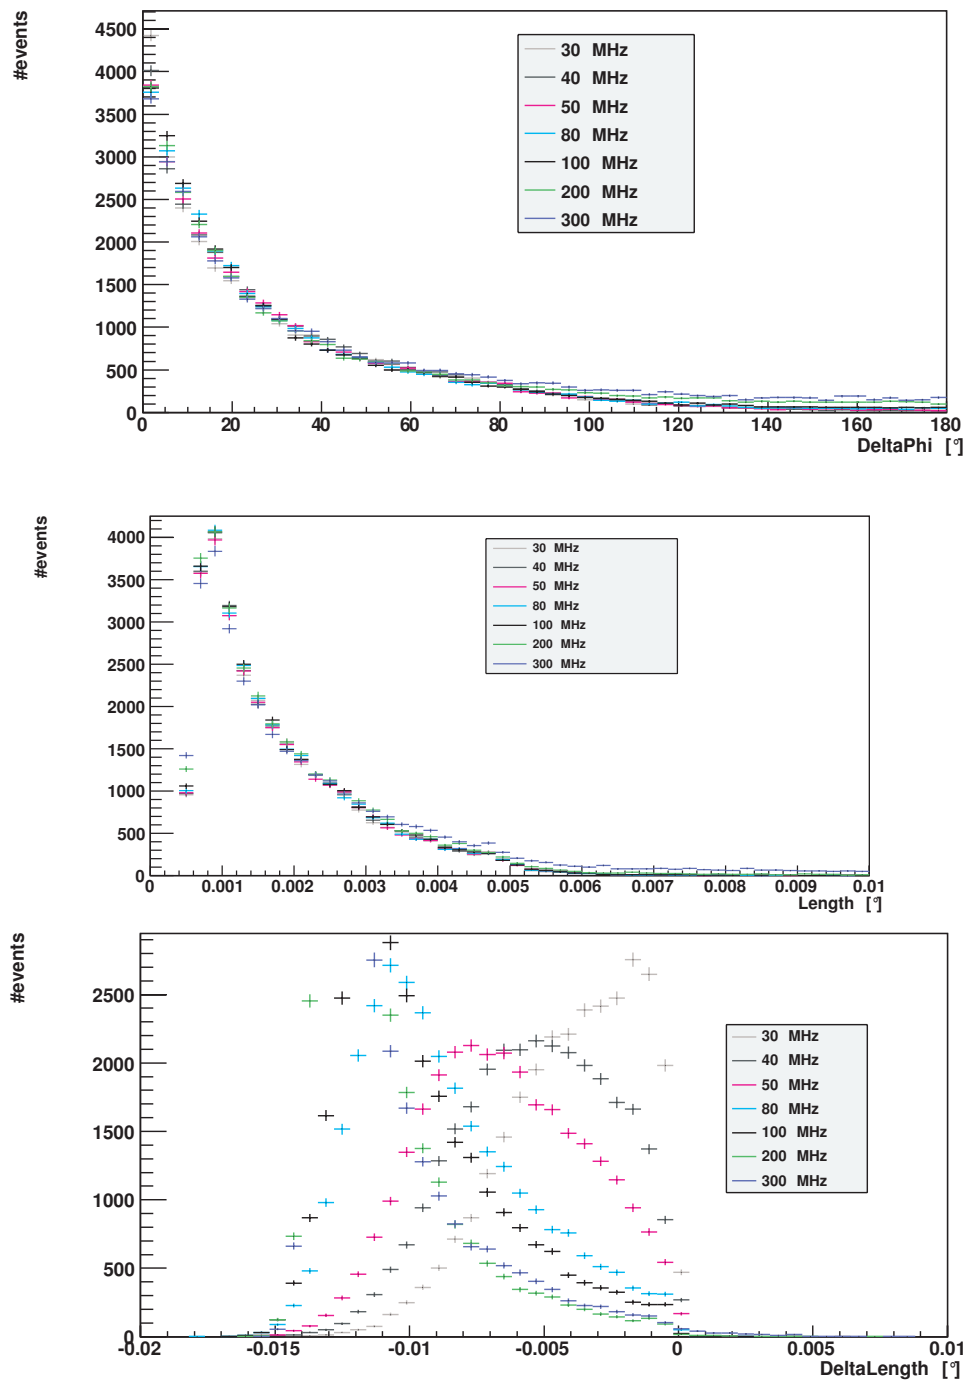 #events
4500
4000
3500
3000
2500
2000
1500
1000
500
0
30 MHz
40 MHz
50 MHz
80 MHz
100 MHz
200 MHz
300 MHz
0 20 40 60 80 100 120 140 160 180
DeltaPhi [°]
#events
4000
3500
3000
2500
2000
1500
1000
500
0
30 MHz
40 MHz
50 MHz
80 MHz
100 MHz
200 MHz
300 MHz
0 0.001 0.002 0.003 0.004 0.005 0.006 0.007 0.008 0.009 0.01
Length [°]
#events
2500
2000
1500
1000
500
0
30 MHz
40 MHz
50 MHz
80 MHz
100 MHz
200 MHz
300 MHz
-0.02 -0.015 -0.01 -0.005 0 0.005 0.01
DeltaLength [°]